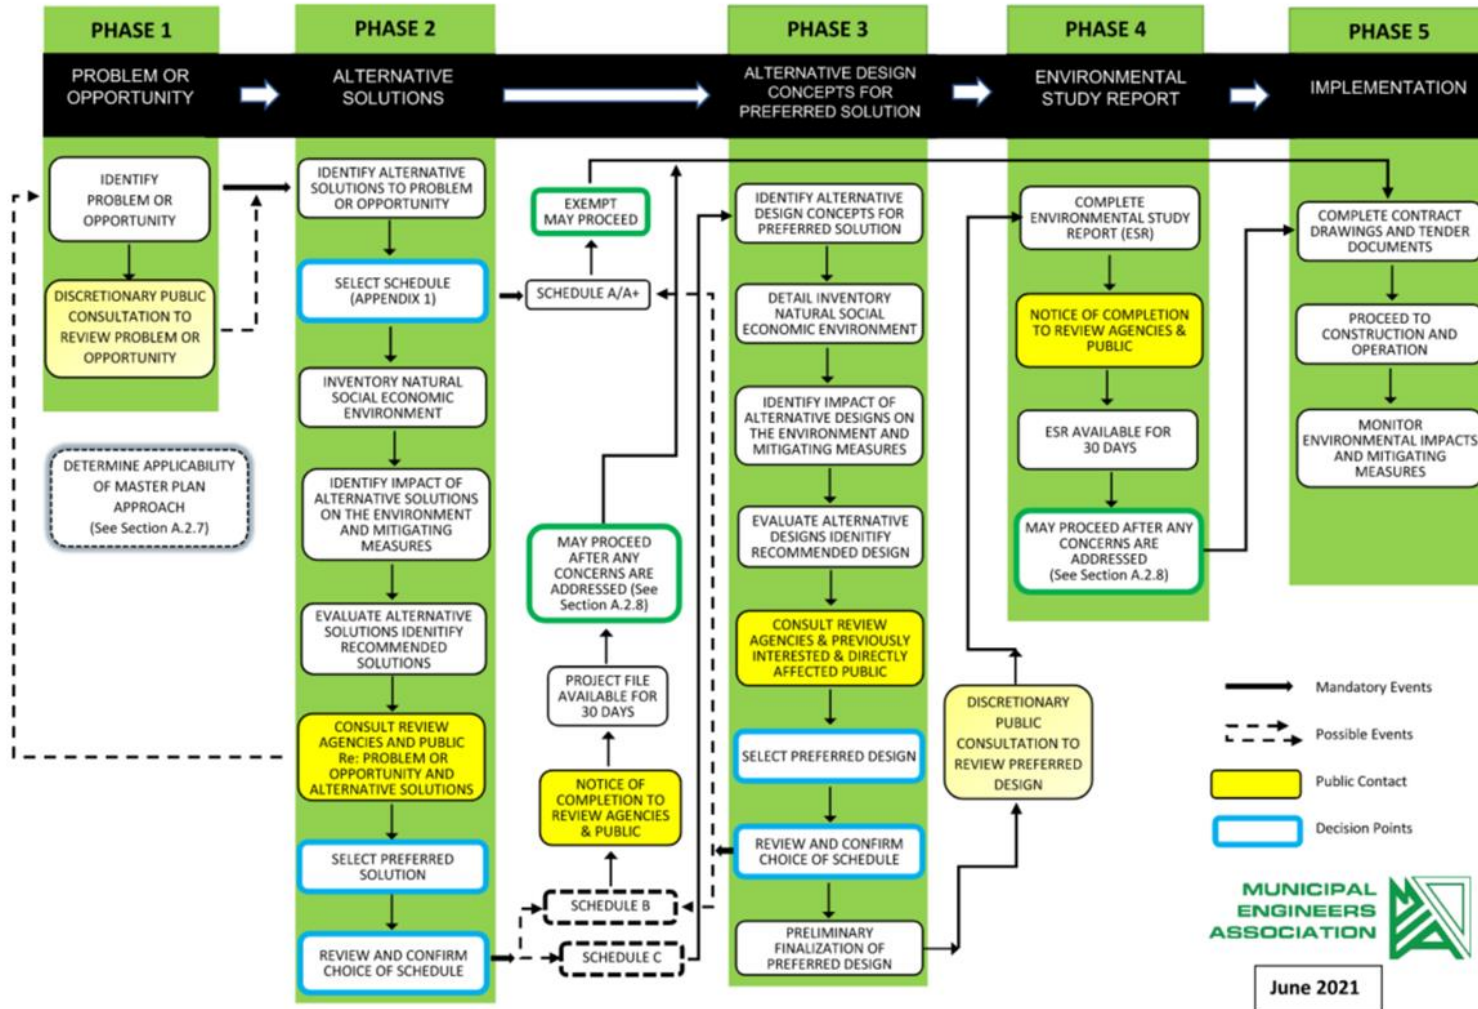 PHASE 1
PROBLEM OR
OPPORTUNITY
IDENTIFY
PROBLEM OR
OPPORTUNITY
DISCRETIONARY PUBLIC
CONSULTATION TO
REVIEW PROBLEM OR
OPPORTUNITY
DETERMINE APPLICABILITY
OF MASTER PLAN
APPROACH
(See Section A.2.7)
PHASE 2
ALTERNATIVE
SOLUTIONS
IDENTIFY ALTERNATIVE
SOLUTIONS TO PROBLEM
OR OPPORTUNITY
SELECT SCHEDULE
(APPENDIX 1)
INVENTORY NATURAL
SOCIAL ECONOMIC
ENVIRONMENT
IDENTIFY IMPACT OF
ALTERNATIVE SOLUTIONS
ON THE ENVIRONMENT
AND MITIGATING
MEASURES
EVALUATE ALTERNATIVE
SOLUTIONS IDENITIFY
RECOMMENDED
SOLUTIONS
CONSULT REVIEW
AGENCIES AND PUBLIC
Re: PROBLEM OR
OPPORTUNITY AND
ALTERNATIVE SOLUTIONS
SELECT PREFERRED
SOLUTION
REVIEW AND CONFIRM
CHOICE OF SCHEDULE
EXEMPT
MAY PROCEED
SCHEDULE A/A+
MAY PROCEED
AFTER ANY
CONCERNS ARE
ADDRESSED (See
Section A.2.8)
PROJECT FILE
AVAILABLE FOR
30 DAYS
NOTICE OF
COMPLETION TO
REVIEW AGENCIES
& PUBLIC
SCHEDULE B
SCHEDULE C
PHASE 3
ALTERNATIVE DESIGN
CONCEPTS FOR
PREFERRED SOLUTION
IDENTIFY ALTERNATIVE
DESIGN CONCEPTS FOR
PREFERRED SOLUTION
DETAIL INVENTORY
NATURAL SOCIAL
ECONOMIC ENVIRONMENT
IDENTIFY IMPACT OF
ALTERNATIVE DESIGNS ON
THE ENVIRONMENT AND
MITIGATING MEASURES
EVALUATE ALTERNATIVE
DESIGNS IDENITIFY
RECOMMENDED DESIGN
CONSULT REVIEW
AGENCIES & PREVIOUSLY
INTERESTED & DIRECTLY
AFFECTED PUBLIC
SELECT PREFERRED DESIGN
REVIEW AND CONFIRM
CHOICE OF SCHEDULE
PRELIMINARY
FINALIZATION OF
PREFERRED DESIGN
DISCRETIONARY
PUBLIC
CONSULTATION TO
REVIEW PREFERRED
DESIGN
PHASE 4
ENVIRONMENTAL
STUDY REPORT
COMPLETE
ENVIRONMENTAL STUDY
REPORT (ESR)
NOTICE OF COMPLETION
TO REVIEW AGENCIES &
PUBLIC
ESR AVAILABLE FOR
30 DAYS
MAY PROCEED AFTER ANY
CONCERNS ARE
ADDRESSED
(See Section A.2.8)
PHASE 5
IMPLEMENTATION
COMPLETE CONTRACT
DRAWINGS AND TENDER
DOCUMENTS
PROCEED TO
CONSTRUCTION AND
OPERATION
MONITOR
ENVIRONMENTAL IMPACTS
AND MITIGATING
MEASURES
Mandatory Events
Possible Events
Public Contact
Decision Points
MUNICIPAL
ENGINEERS
ASSOCIATION
MEA
June 2021